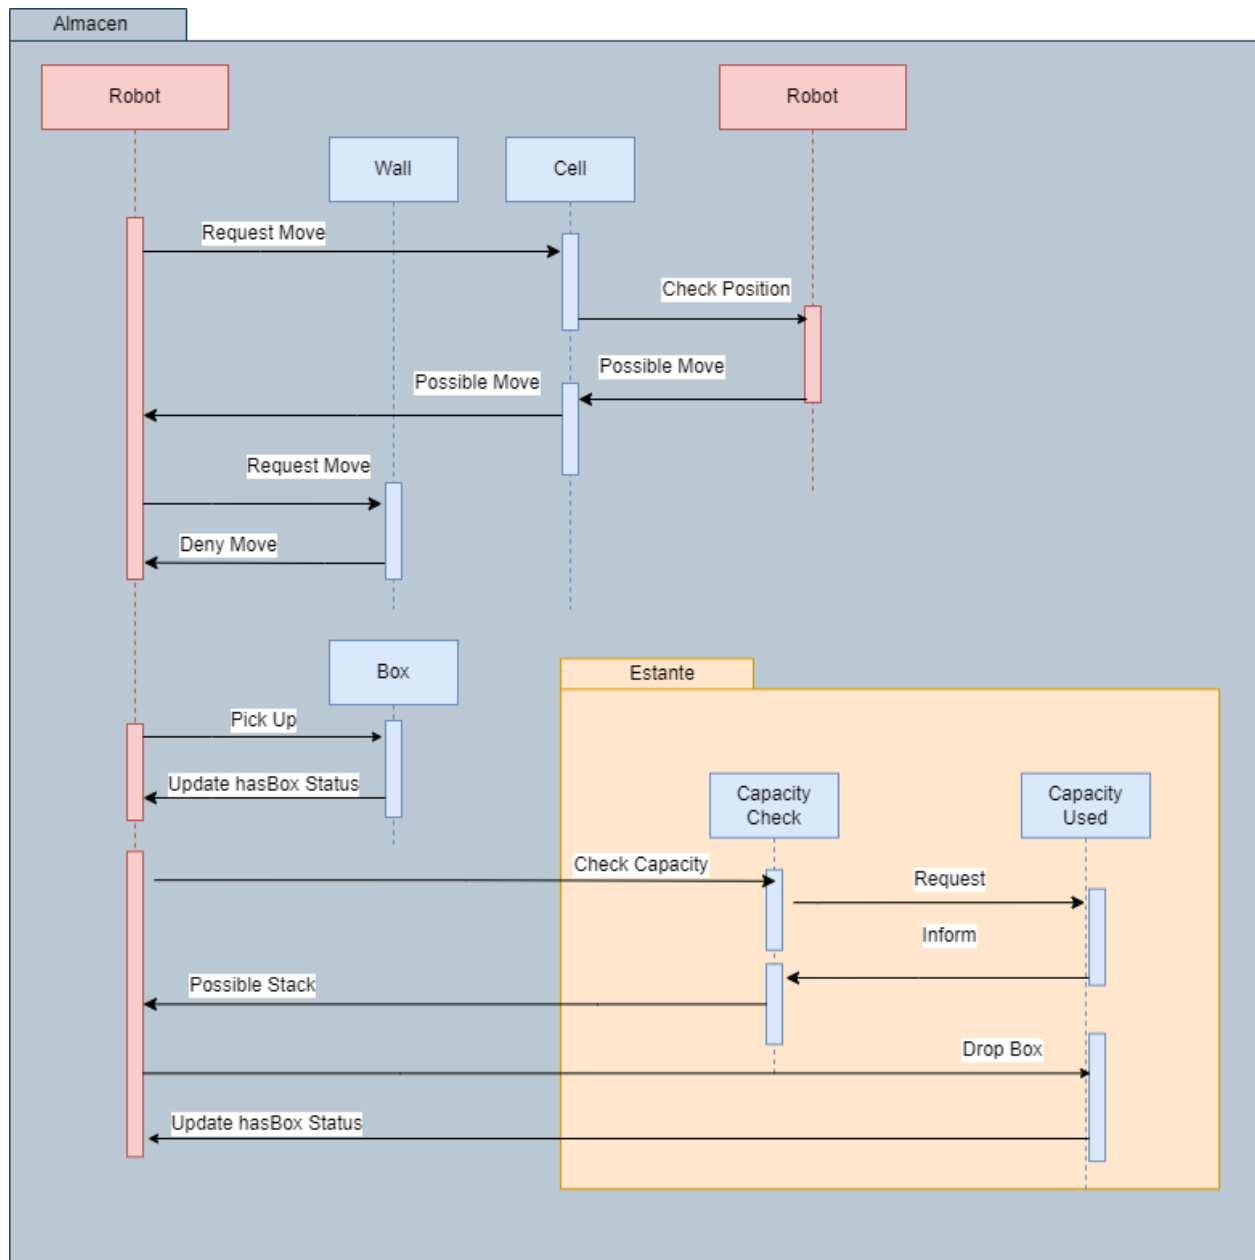 Almacen
Robot
Robot
Wall
Cell
Request Move
Check Position
Possible Move
Possible Move
Request Move
Deny Move
Box
Estante
Pick Up
Update hasBox Status
Capacity
Check
Capacity
Used
Check Capacity
Request
Inform
Possible Stack
Drop Box
Update hasBox Status